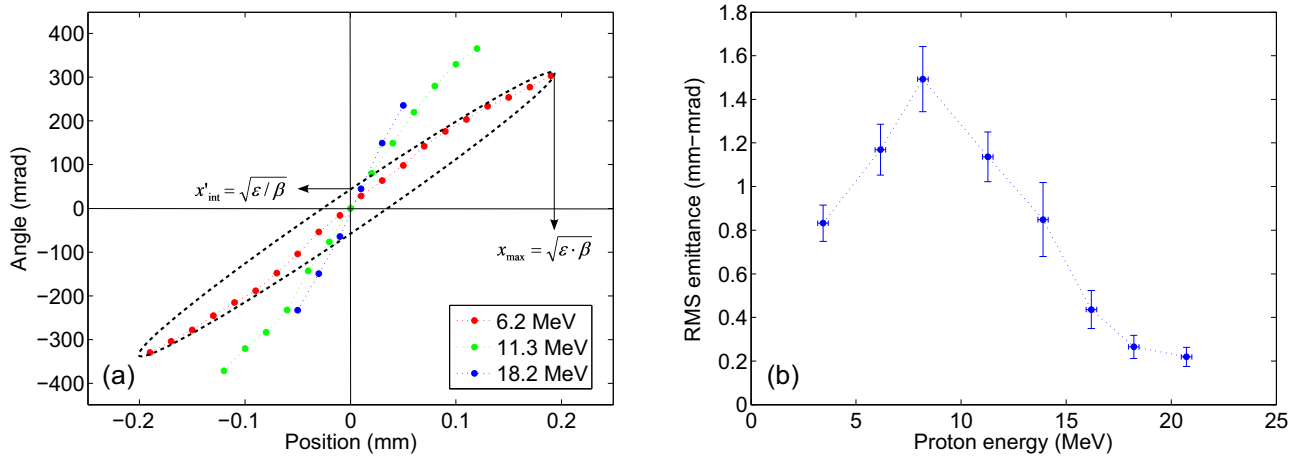 400
300
200
100
0
−100
−200
−300
−400
Angle (mrad)
x'int = √ε / β
xmax = √ε · β
6.2 MeV
11.3 MeV
18.2 MeV
(a)
−0.2
−0.1
0
0.1
0.2
Position (mm)
1.8
1.6
1.4
1.2
1
0.8
0.6
0.4
0.2
0
RMS emittance (mm−mrad)
(b)
0
5
10
15
20
25
Proton energy (MeV)